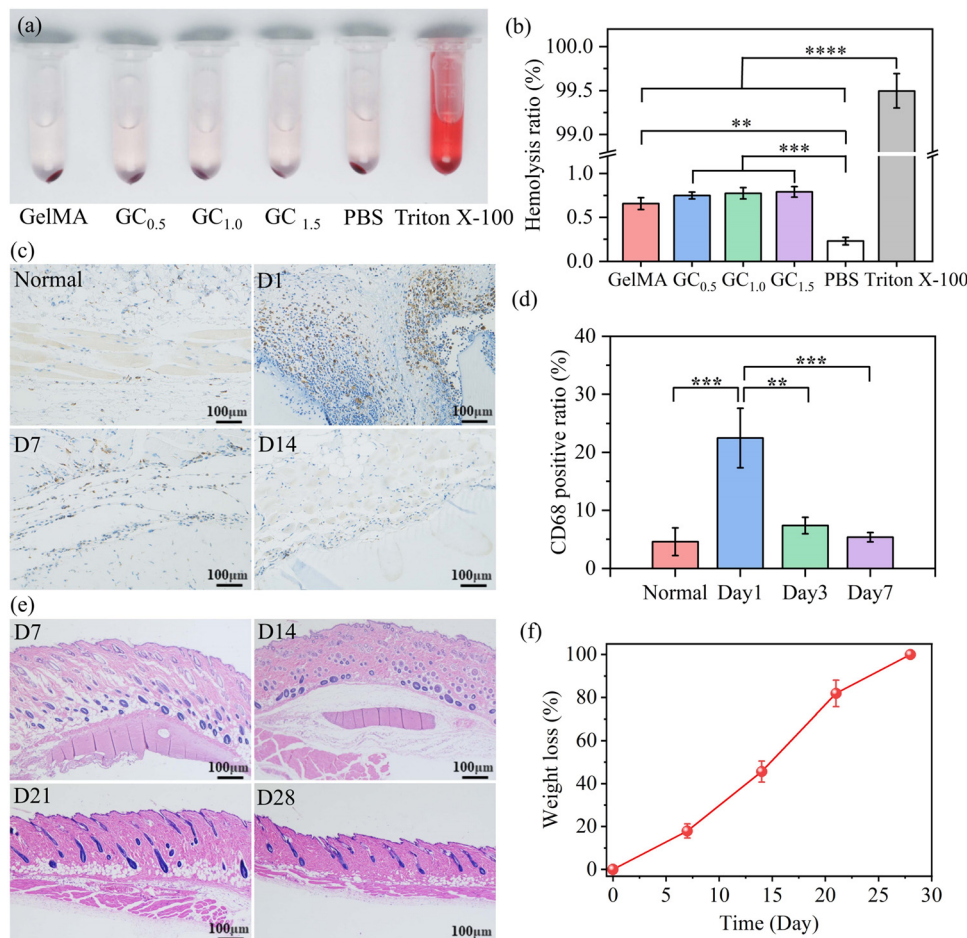 (a)
GelMA GC0.5 GC1.0 GC 1.5 PBS Triton X-100
(b)
Hemolysis ratio (%)
100.0
99.5
99.0
1.0
0.5
0.0
****
**
***
GelMA GC0.5 GC1.0 GC1.5 PBS Triton X-100
(c)
Normal
100μm
D1
100μm
D7
100μm
D14
100μm
(d)
CD68 positive ratio (%)
40
30
20
10
0
***
**
***
Normal Day1 Day3 Day7
(e)
D7
100μm
D14
100μm
D21
100μm
D28
100μm
(f)
Weight loss (%)
100
80
60
40
20
0
0 5 10 15 20 25 30
Time (Day)